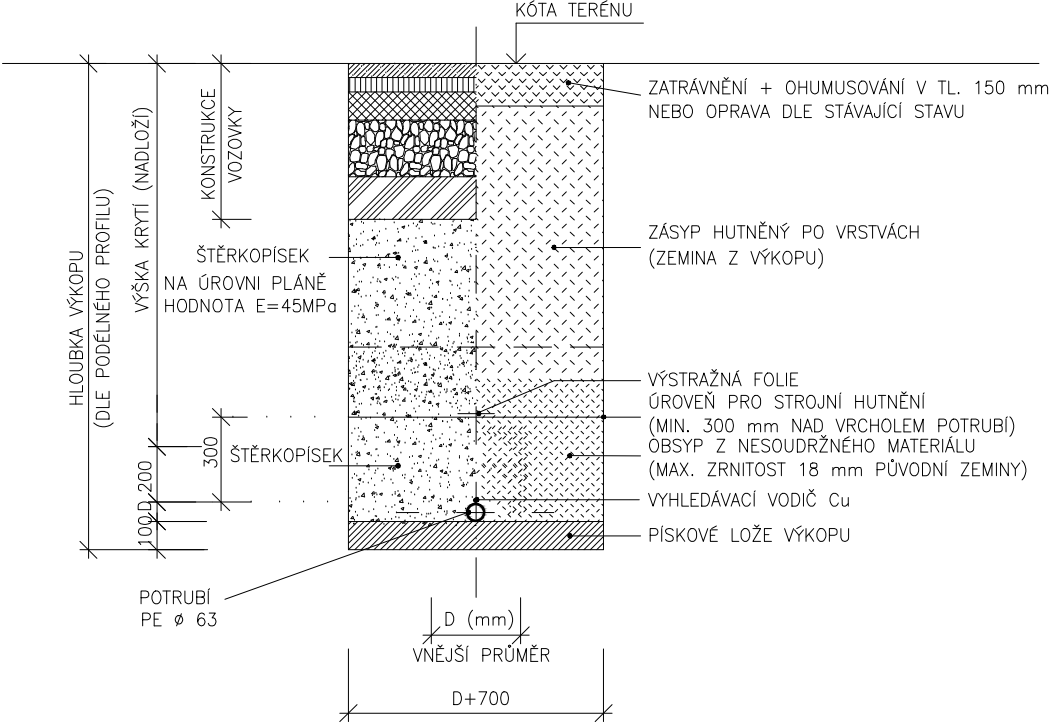 KÓTA TERÉNU
ZATRÁVNĚNÍ + OHUMUSOVÁNÍ V TL. 150 mm
NEBO OPRAVA DLE STÁVAJÍCÍ STAVU
KONSTRUKCE
VOZOVKY
HLOUBKA VÝKOPU
(DLE PODÉLNÉHO PROFILU)
VÝŠKA KRYTÍ (NADLOŽÍ)
ŠTĚRKOPÍSEK
NA ÚROVNI PLÁNĚ
HODNOTA E=45MPa
ZÁSYP HUTNĚNÝ PO VRSTVÁCH
(ZEMINA Z VÝKOPU)
VÝSTRAŽNÁ FOLIE
ÚROVEŇ PRO STROJNÍ HUTNĚNÍ
(MIN. 300 mm NAD VRCHOLEM POTRUBÍ)
OBSYP Z NESOUDRŽNÉHO MATERIÁLU
(MAX. ZRNITOST 18 mm PŮVODNÍ ZEMINY)
300
ŠTĚRKOPÍSEK
200
D
100
VYHLEDÁVACÍ VODIČ Cu
PÍSKOVÉ LOŽE VÝKOPU
POTRUBÍ
PE ø 63
D (mm)
VNĚJŠÍ PRŮMĚR
D+700